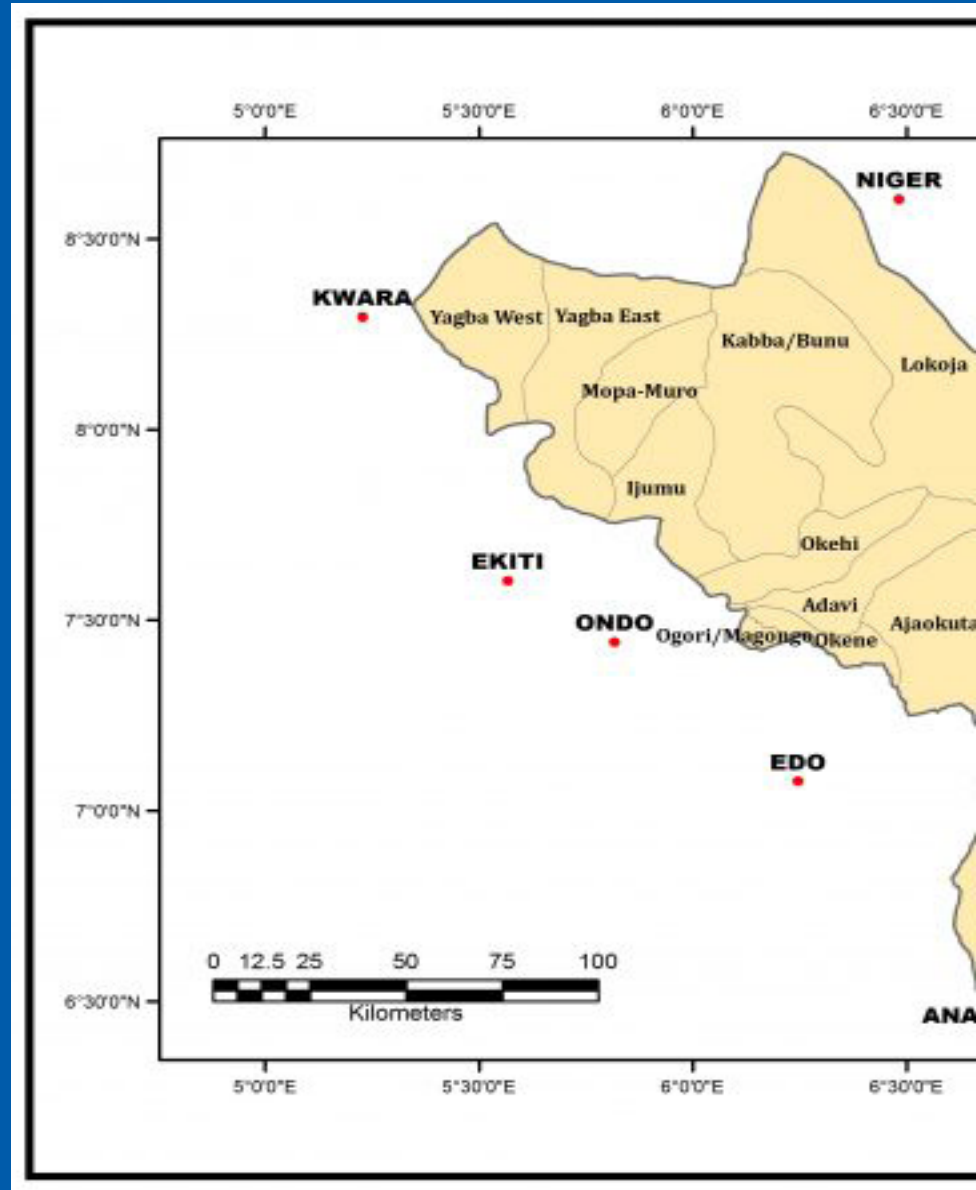 5°0'0"E 5°30'0"E 6°0'0"E 6°30'0"E
NIGER
8°30'0"N
KWARA
Yagba West Yagba East
Kabba/Bunu
Lokoja
Mopa-Muro
8°0'0"N
Ijumu
Okehi
EKITI
Adavi
7°30'0"N
ONDO
Ogori/Magongo Okene
Ajaokuta
EDO
7°0'0"N
0 12.5 25 50 75 100
Kilometers
6°30'0"N
ANA
5°0'0"E 5°30'0"E 6°0'0"E 6°30'0"E